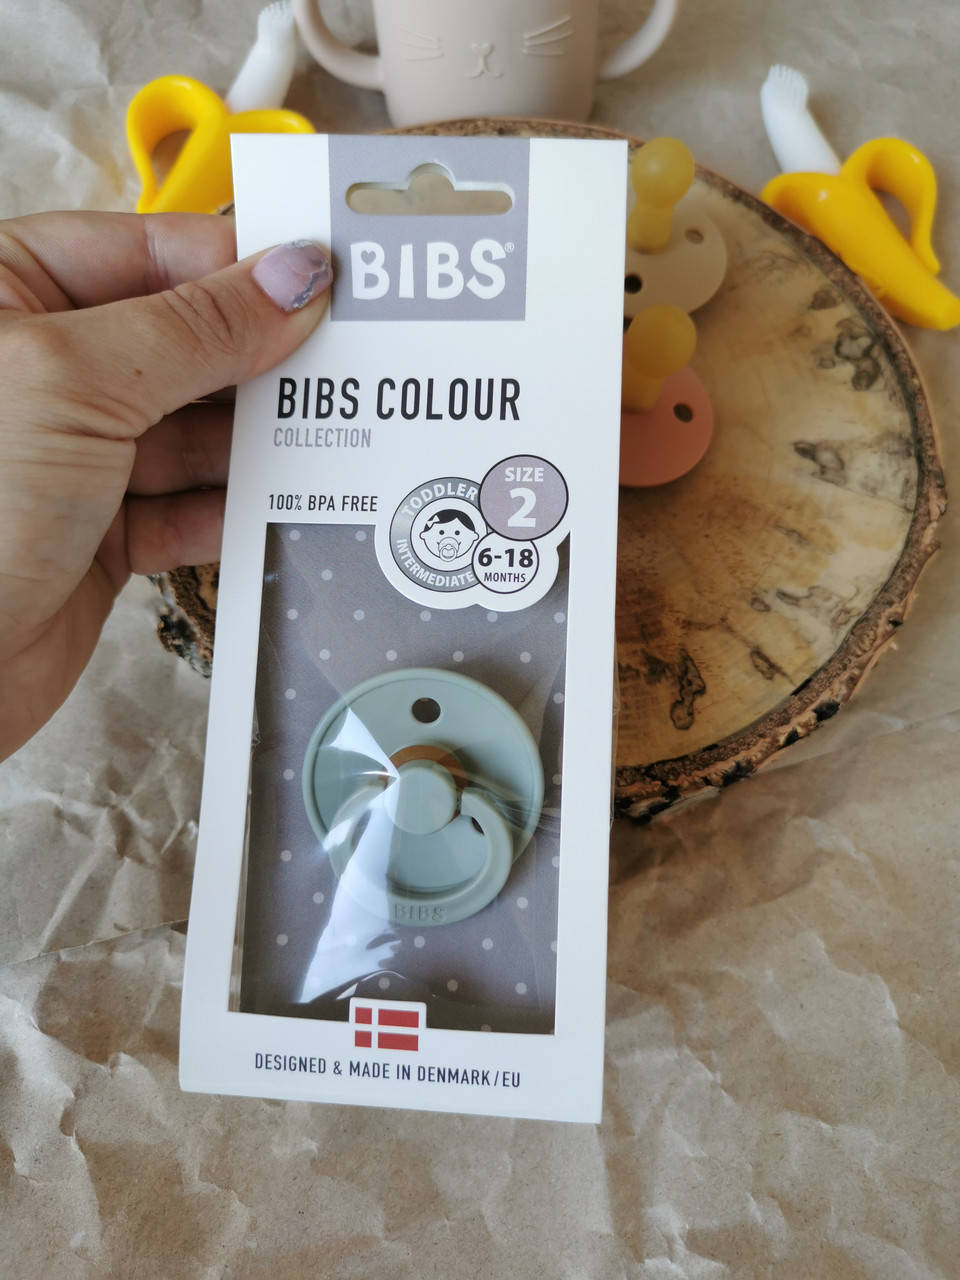 BIBS®
BIBS COLOUR
COLLECTION
100% BPA FREE
TODDLER
INTERMEDIATE
SIZE
2
6-18
MONTHS
BIBS
DESIGNED & MADE IN DENMARK/EU